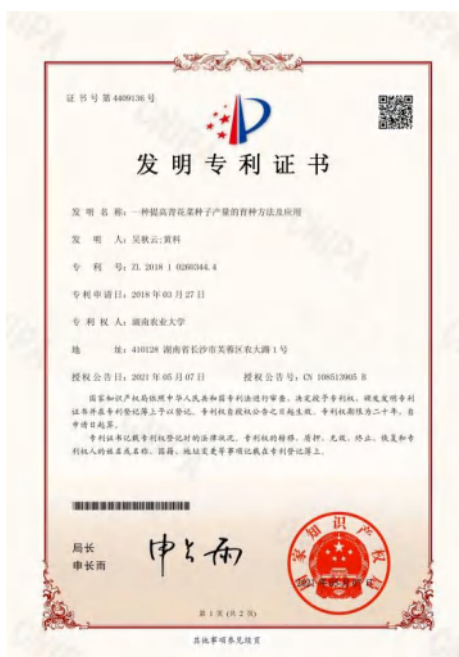 证书号第4409136号
发明专利证书
发明名称：一种提高青花菜种子产量的育种方法及应用
发明人：吴秋云;黄科
专利号：ZL 2018 1 0260344.4
专利申请日：2018年03月27日
专利权人：湖南农业大学
地址：410128 湖南省长沙市芙蓉区农大路1号
授权公告日：2021年05月07日 授权公告号：CN 108513905 B
国家知识产权局依照中华人民共和国专利法进行审查，决定授予专利权，颁发发明专利
证书并在专利登记簿上予以登记。专利权自授权公告之日起生效。专利权期限为二十年，自
申请日起算。
专利证书记载专利权登记时的法律状况。专利权的转移、质押、无效、终止、恢复和专
利权人的姓名或名称、国籍、地址变更等事项记载在专利登记簿上。
局长
申长雨
申长雨
国家知识产权局
第1页(共2页)
其他事项参见续页